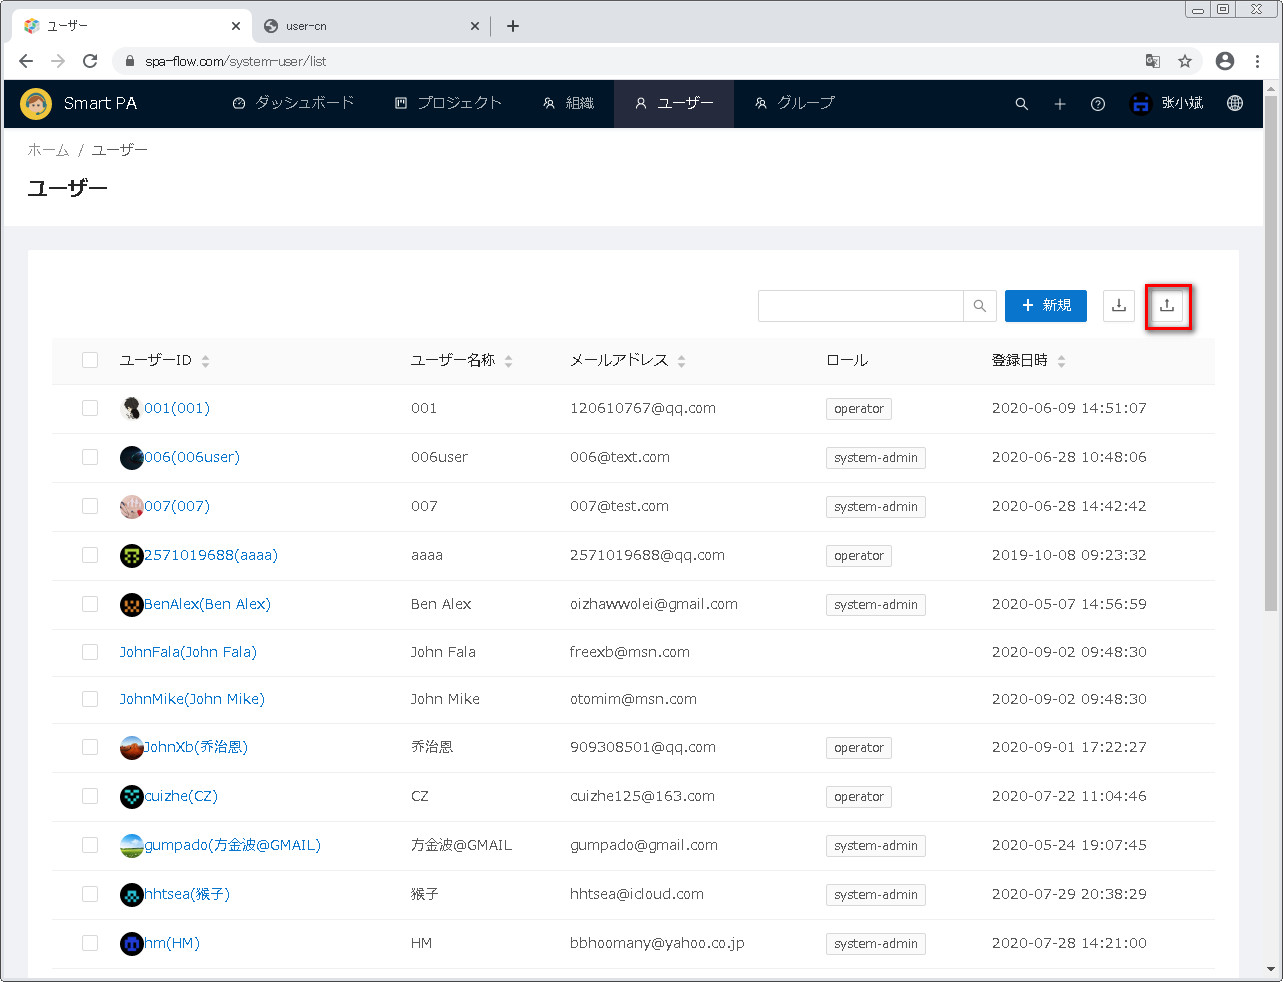 ユーザー
user-cn
spa-flow.com/system-user/list
Smart PA ダッシュボード プロジェクト 組織 ユーザー グループ 张小斌
ホーム / ユーザー
ユーザー
+ 新規
ユーザーID ユーザー名称 メールアドレス ロール 登録日時
001(001) 001 120610767@qq.com operator 2020-06-09 14:51:07
006(006user) 006user 006@text.com system-admin 2020-06-28 10:48:06
007(007) 007 007@test.com system-admin 2020-06-28 14:42:42
2571019688(aaaa) aaaa 2571019688@qq.com operator 2019-10-08 09:23:32
BenAlex(Ben Alex) Ben Alex oizhawwolei@gmail.com system-admin 2020-05-07 14:56:59
JohnFala(John Fala) John Fala freexb@msn.com 2020-09-02 09:48:30
JohnMike(John Mike) John Mike otomim@msn.com 2020-09-02 09:48:30
JohnXb(乔治恩) 乔治恩 909308501@qq.com operator 2020-09-01 17:22:27
cuizhe(CZ) CZ cuizhe125@163.com operator 2020-07-22 11:04:46
gumpado(方金波@GMAIL) 方金波@GMAIL gumpado@gmail.com system-admin 2020-05-24 19:07:45
hhtsea(猴子) 猴子 hhtsea@icloud.com system-admin 2020-07-29 20:38:29
hm(HM) HM bbhoomany@yahoo.co.jp system-admin 2020-07-28 14:21:00